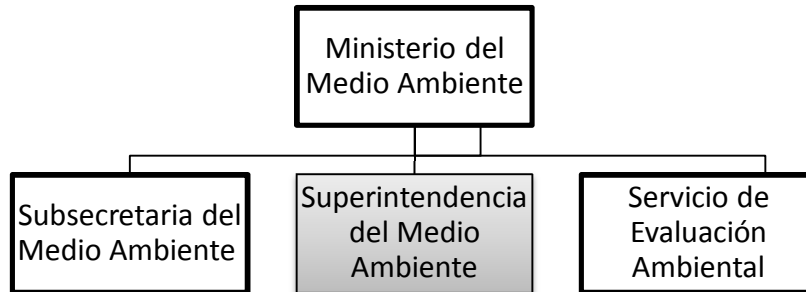 Ministerio del
Medio Ambiente
Subsecretaria del
Medio Ambiente
Superintendencia
del Medio
Ambiente
Servicio de
Evaluación
Ambiental